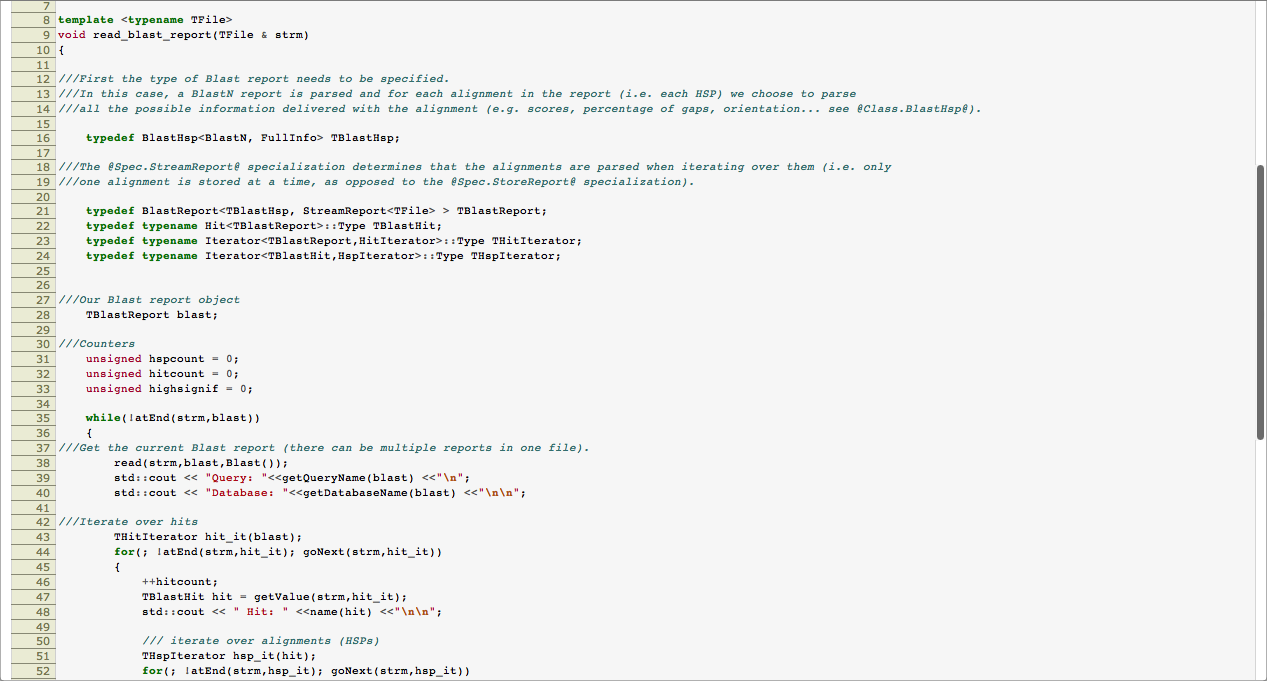 7
8 template <typename TFile>
9 void read_blast_report(TFile & strm)
10 {
11
12 ///First the type of Blast report needs to be specified.
13 ///In this case, a BlastN report is parsed and for each alignment in the report (i.e. each HSP) we choose to parse
14 ///all the possible information delivered with the alignment (e.g. scores, percentage of gaps, orientation... see @Class.BlastHsp@).
15
16     typedef BlastHsp<BlastN, FullInfo> TBlastHsp;
17
18 ///The @Spec.StreamReport@ specialization determines that the alignments are parsed when iterating over them (i.e. only
19 ///one alignment is stored at a time, as opposed to the @Spec.StoreReport@ specialization).
20
21     typedef BlastReport<TBlastHsp, StreamReport<TFile> > TBlastReport;
22     typedef typename Hit<TBlastReport>::Type TBlastHit;
23     typedef typename Iterator<TBlastReport,HitIterator>::Type THitIterator;
24     typedef typename Iterator<TBlastHit,HspIterator>::Type THspIterator;
25
26
27 ///Our Blast report object
28     TBlastReport blast;
29
30 ///Counters
31     unsigned hspcount = 0;
32     unsigned hitcount = 0;
33     unsigned highsignif = 0;
34
35     while(!atEnd(strm,blast))
36     {
37 ///Get the current Blast report (there can be multiple reports in one file).
38         read(strm,blast,Blast());
39         std::cout << "Query: "<<getQueryName(blast) <<"\n";
40         std::cout << "Database: "<<getDatabaseName(blast) <<"\n\n";
41
42 ///Iterate over hits
43         THitIterator hit_it(blast);
44         for(; !atEnd(strm,hit_it); goNext(strm,hit_it))
45         {
46             ++hitcount;
47             TBlastHit hit = getValue(strm,hit_it);
48             std::cout << " Hit: " <<name(hit) <<"\n\n";
49
50             /// iterate over alignments (HSPs)
51             THspIterator hsp_it(hit);
52             for(; !atEnd(strm,hsp_it); goNext(strm,hsp_it))